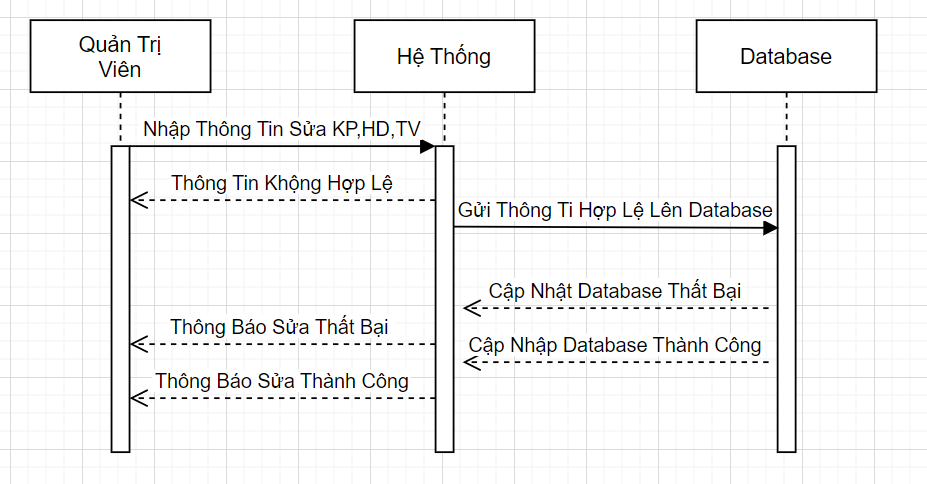 Quản Trị
Viên
Hệ Thống
Database
Nhập Thông Tin Sửa KP,HD,TV
Thông Tin Khộng Hợp Lệ
Gửi Thông Ti Hợp Lệ Lên Database
Cập Nhật Database Thất Bại
Thông Báo Sửa Thất Bại
Cập Nhập Database Thành Công
Thông Báo Sửa Thành Công